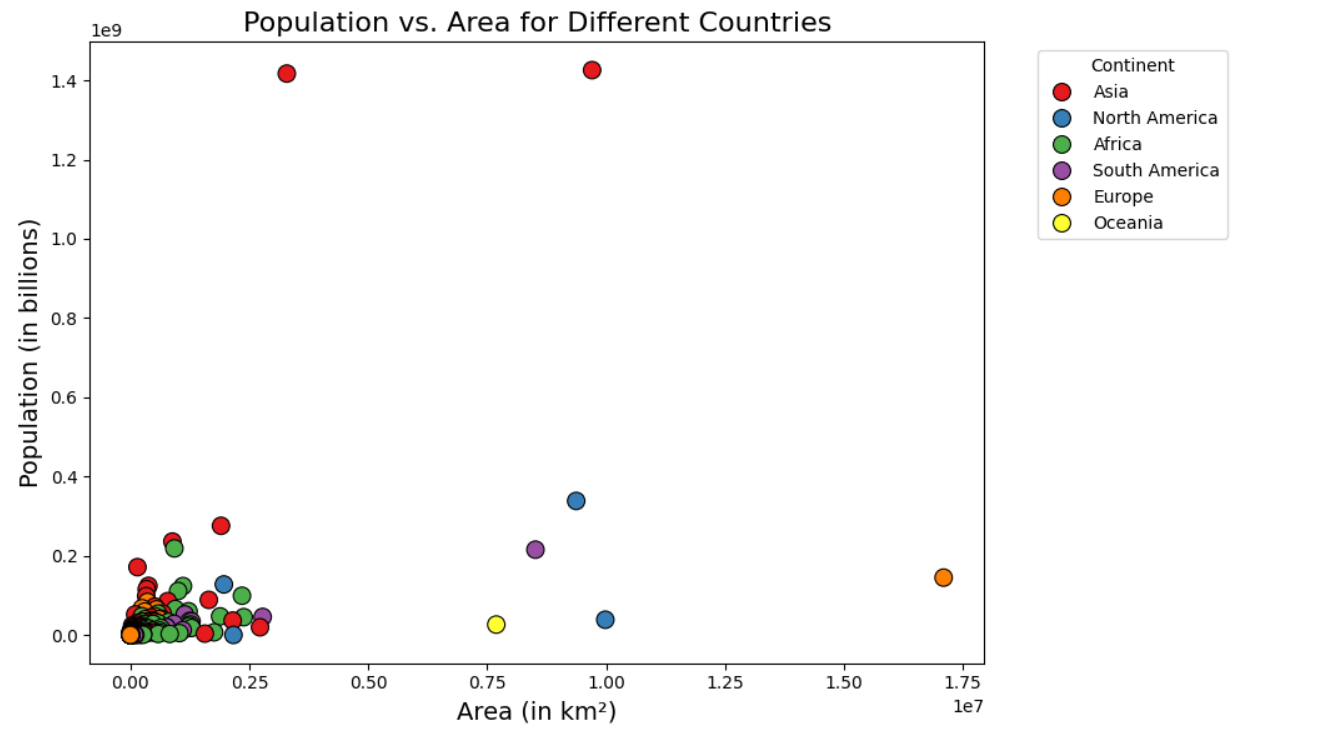 Population vs. Area for Different Countries
1e9
1.4
1.2
1.0
0.8
0.6
0.4
0.2
0.0
Population (in billions)
0.00 0.25 0.50 0.75 1.00 1.25 1.50 1.75
1e7
Area (in km²)
Continent
Asia
North America
Africa
South America
Europe
Oceania